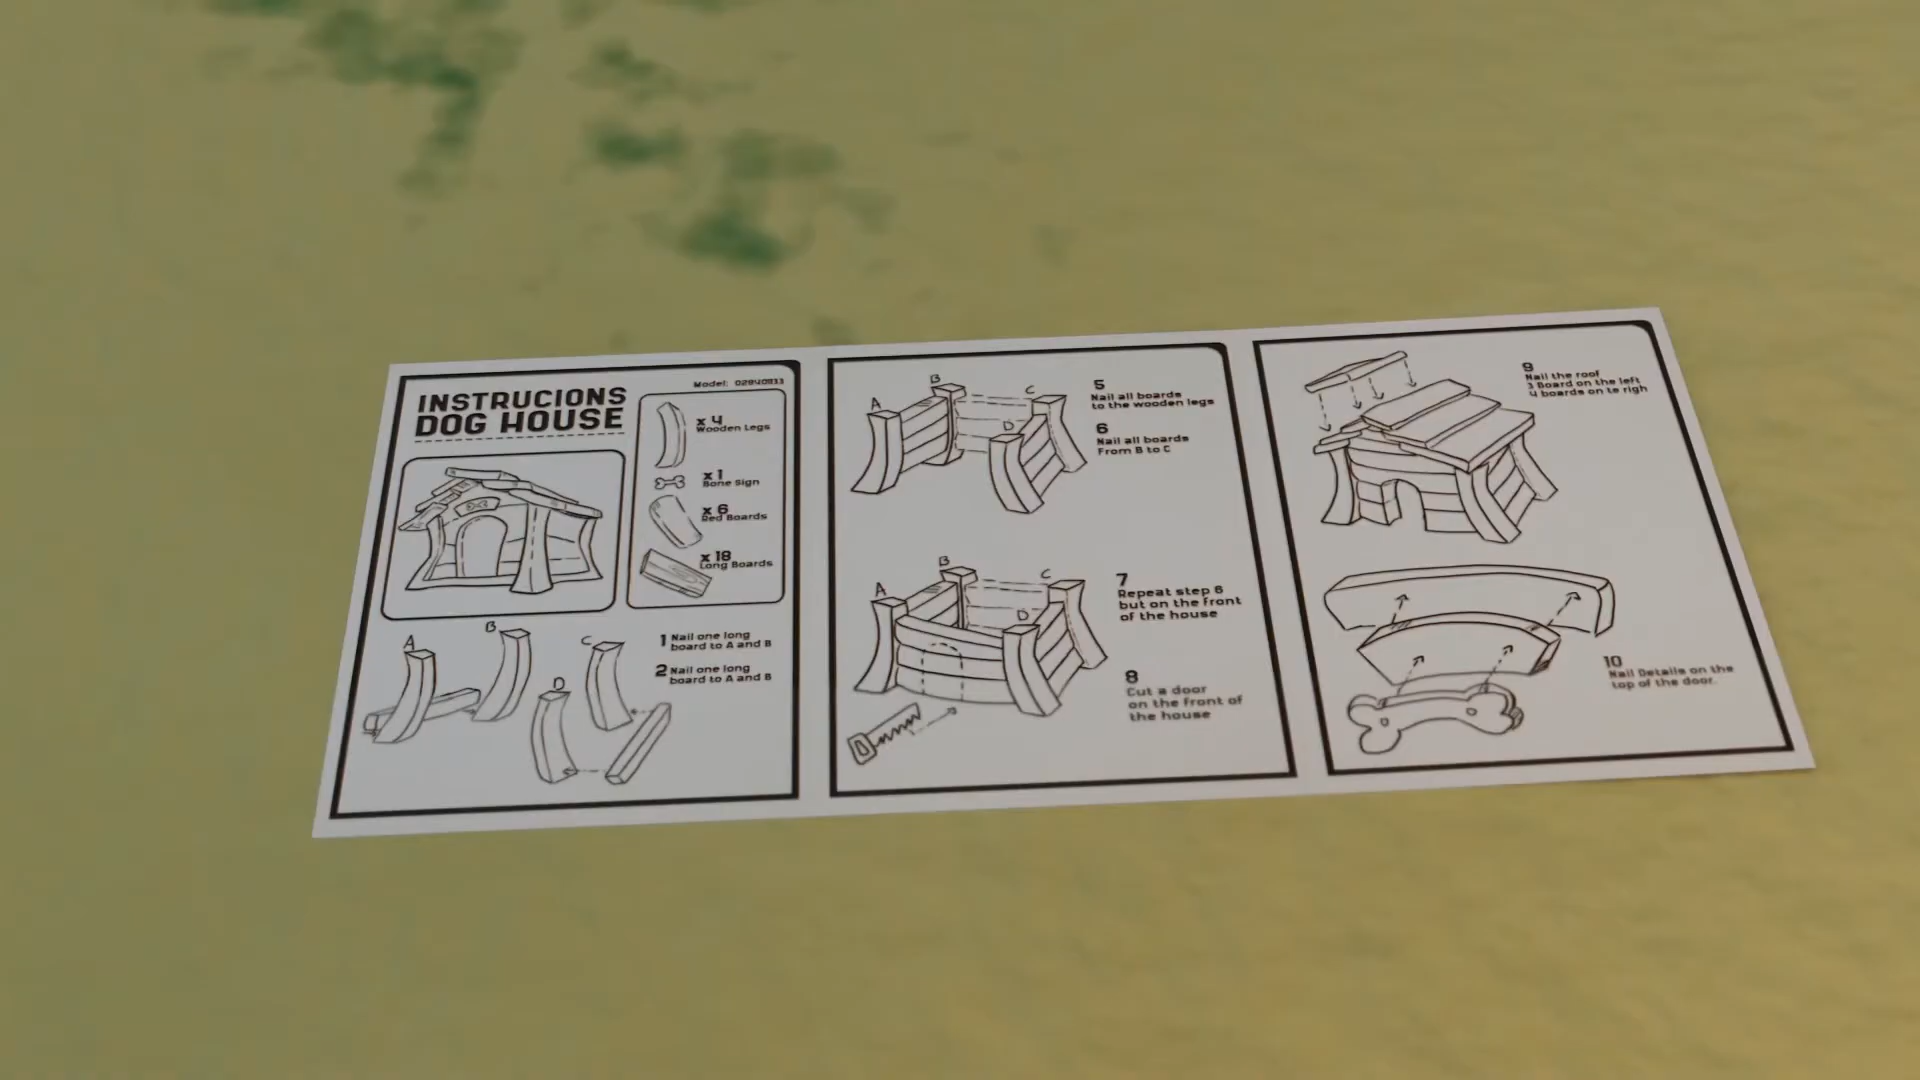 INSTRUCIONS
DOG HOUSE
x 4
Wooden Legs
x 1
Bone Sign
x 6
Red Boards
x 18
Long Boards
A
B
C
D
1 Nail one long
board to A and B
2 Nail one long
board to A and B
A
B
C
D
5
Nail all boards
to the wooden legs
6
Nail all boards
From B to C
A
B
C
D
7
Repeat step 6
but on the front
of the house
8
Cut a door
on the front of
the house
9
Nail the roof
3 Board on the left
4 boards on te righ
10
Nail Details on the
top of the door.